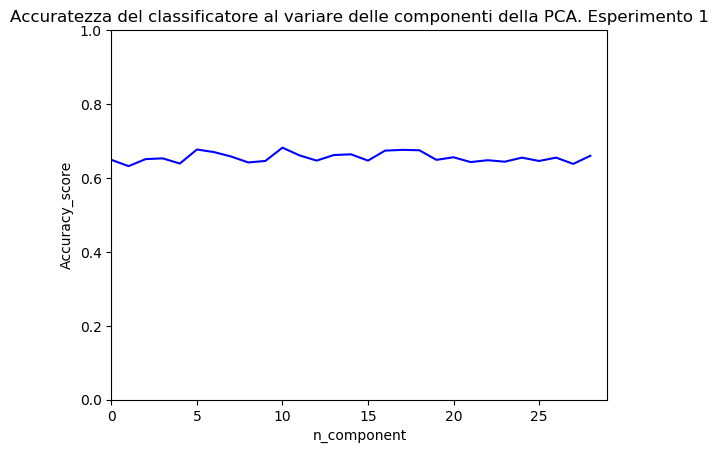 Accuratezza del classificatore al variare delle componenti della PCA. Esperimento 1
1.0
0.8
0.6
0.4
0.2
0.0
Accuracy_score
0 5 10 15 20 25
n_component